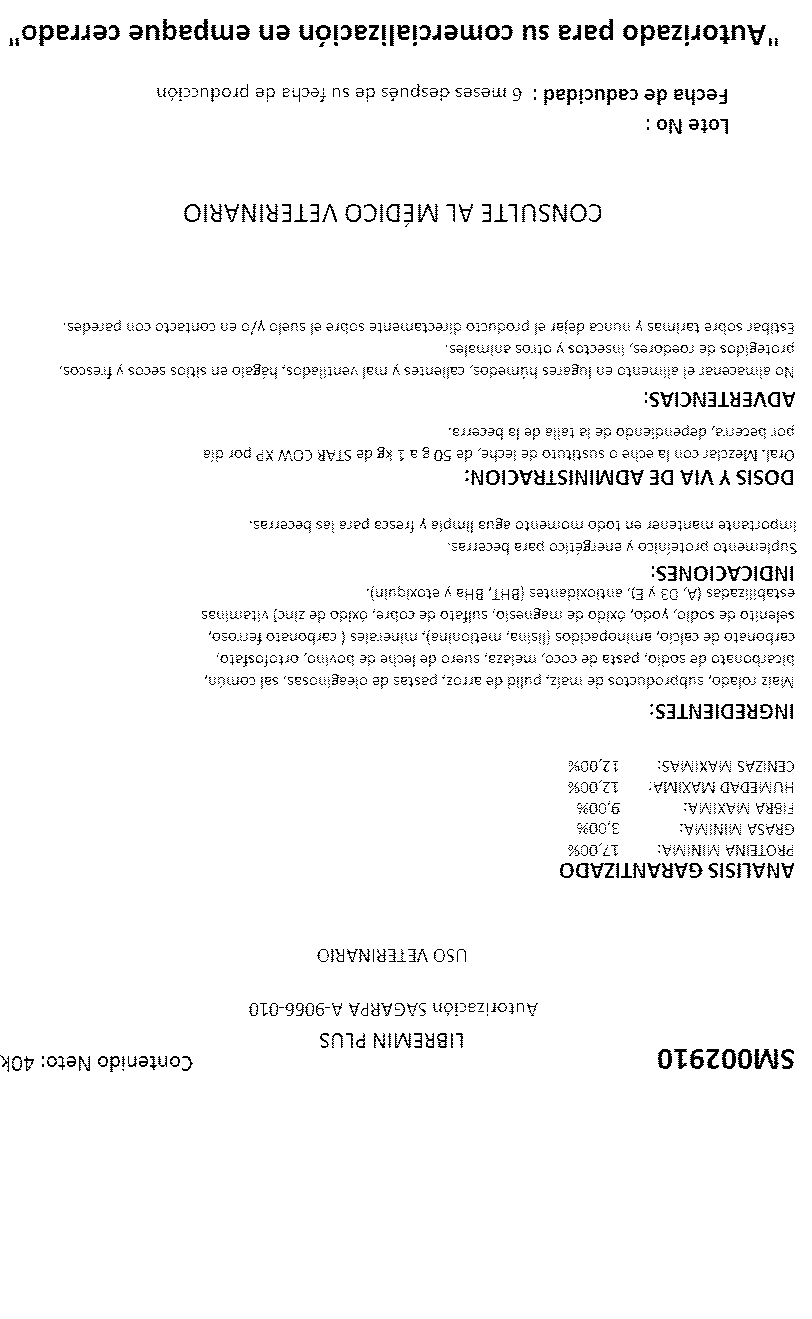 SM002910
Contenido Neto: 40k
LIBREMIN PLUS
Autorización SAGARPA A-9066-010
USO VETERINARIO
ANALISIS GARANTIZADO
PROTEINA MINIMA: 17,00%
GRASA MINIMA: 3,00%
FIBRA MAXIMA: 9,00%
HUMEDAD MAXIMA: 12,00%
CENIZAS MAXIMAS: 12,00%
INGREDIENTES:
Maiz rolado, subproductos de maíz, pulid de arroz, pastas de oleaginosas, sal común,
bicarbonato de sodio, pasta de coco, melaza, suero de leche de bovino, ortofosfato,
carbonato de calcio, aminoacidos (lisina, metionina), minerales ( carbonato ferroso,
selenito de sodio, yodo, óxido de magnesio, sulfato de cobre, óxido de zinc) vitaminas
estabilizadas (A, D3 y E), antioxidantes (BHT, BHa y etoxiquin).
INDICACIONES:
Suplemento proteínico y energético para becerras.
Importante mantener en todo momento agua limpia y fresca para las becerras.
DOSIS Y VIA DE ADMINISTRACION:
Oral. Mezclar con la eche o sustituto de leche, de 50 g a 1 kg de STAR COW XP por día
por becerra, dependiendo de la talla de la becerra.
ADVERTENCIAS:
No almacenar el alimento en lugares húmedos, calientes y mal ventilados, hágalo en sitios secos y frescos,
protegidos de roedores, insectos y otros animales.
Estibar sobre tarimas y nunca dejar el producto directamente sobre el suelo y/o en contacto con paredes.
CONSULTE AL MÉDICO VETERINARIO
Lote No :
Fecha de caducidad : 6 meses después de su fecha de producción
"Autorizado para su comercialización en empaque cerrado"